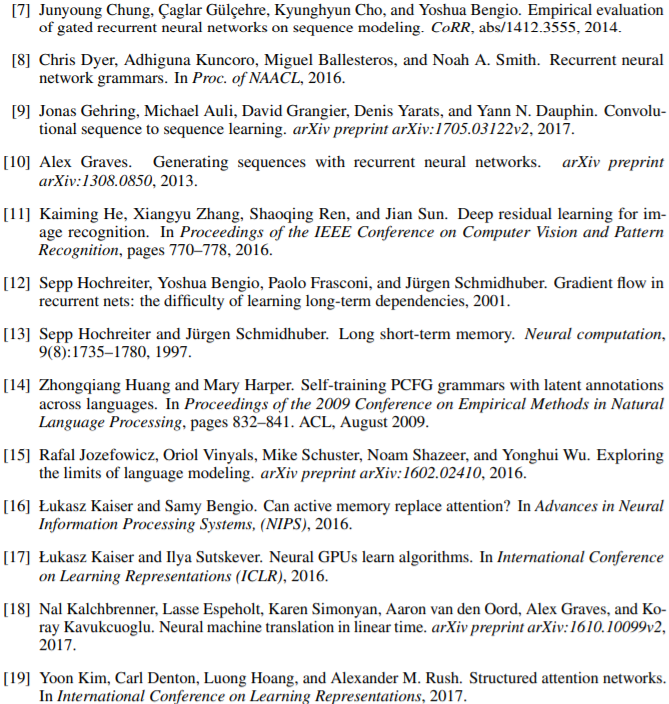 [7] Junyoung Chung, Çaglar Gülçehre, Kyunghyun Cho, and Yoshua Bengio. Empirical evaluation
of gated recurrent neural networks on sequence modeling. CoRR, abs/1412.3555, 2014.
[8] Chris Dyer, Adhiguna Kuncoro, Miguel Ballesteros, and Noah A. Smith. Recurrent neural
network grammars. In Proc. of NAACL, 2016.
[9] Jonas Gehring, Michael Auli, David Grangier, Denis Yarats, and Yann N. Dauphin. Convolu-
tional sequence to sequence learning. arXiv preprint arXiv:1705.03122v2, 2017.
[10] Alex Graves. Generating sequences with recurrent neural networks. arXiv preprint
arXiv:1308.0850, 2013.
[11] Kaiming He, Xiangyu Zhang, Shaoqing Ren, and Jian Sun. Deep residual learning for im-
age recognition. In Proceedings of the IEEE Conference on Computer Vision and Pattern
Recognition, pages 770–778, 2016.
[12] Sepp Hochreiter, Yoshua Bengio, Paolo Frasconi, and Jürgen Schmidhuber. Gradient flow in
recurrent nets: the difficulty of learning long-term dependencies, 2001.
[13] Sepp Hochreiter and Jürgen Schmidhuber. Long short-term memory. Neural computation,
9(8):1735–1780, 1997.
[14] Zhongqiang Huang and Mary Harper. Self-training PCFG grammars with latent annotations
across languages. In Proceedings of the 2009 Conference on Empirical Methods in Natural
Language Processing, pages 832–841. ACL, August 2009.
[15] Rafal Jozefowicz, Oriol Vinyals, Mike Schuster, Noam Shazeer, and Yonghui Wu. Exploring
the limits of language modeling. arXiv preprint arXiv:1602.02410, 2016.
[16] Łukasz Kaiser and Samy Bengio. Can active memory replace attention? In Advances in Neural
Information Processing Systems, (NIPS), 2016.
[17] Łukasz Kaiser and Ilya Sutskever. Neural GPUs learn algorithms. In International Conference
on Learning Representations (ICLR), 2016.
[18] Nal Kalchbrenner, Lasse Espeholt, Karen Simonyan, Aaron van den Oord, Alex Graves, and Ko-
ray Kavukcuoglu. Neural machine translation in linear time. arXiv preprint arXiv:1610.10099v2,
2017.
[19] Yoon Kim, Carl Denton, Luong Hoang, and Alexander M. Rush. Structured attention networks.
In International Conference on Learning Representations, 2017.